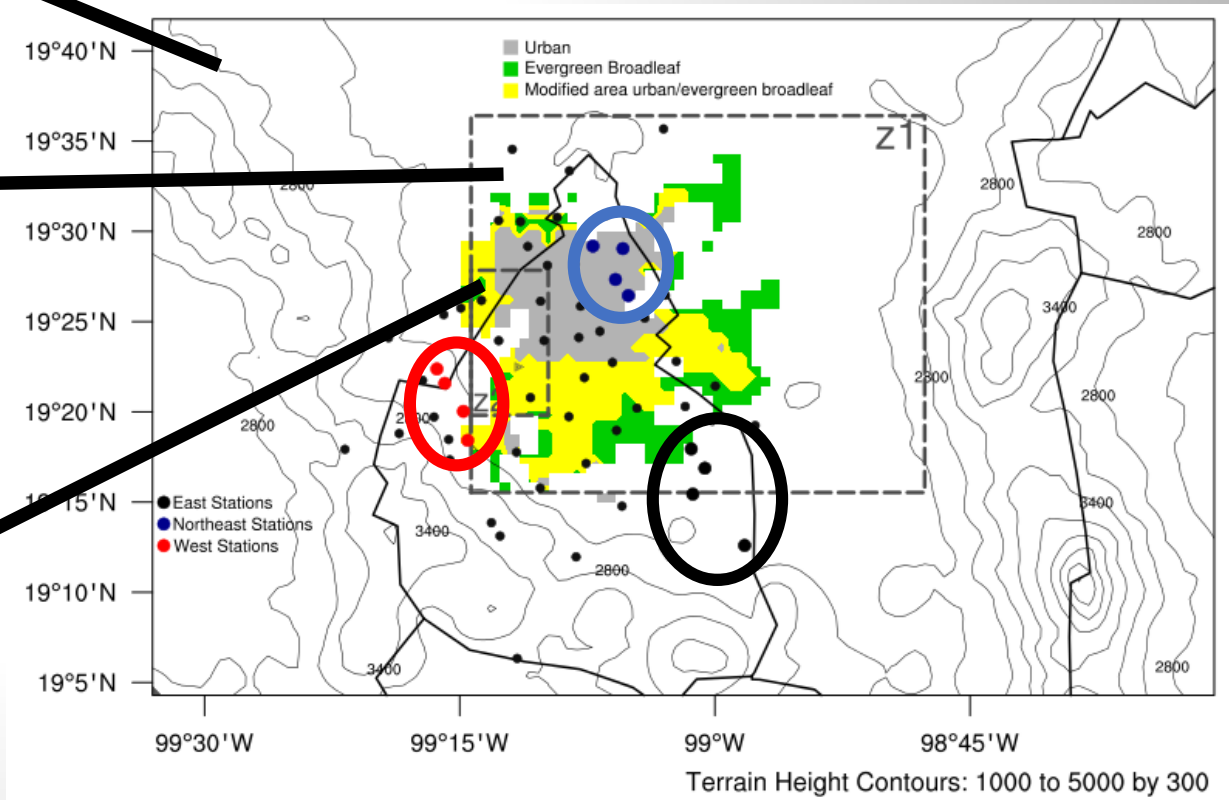 19°40'N
19°35'N
19°30'N
19°25'N
19°20'N
15'N
19°10'N
19°5'N
Urban
Evergreen Broadleaf
Modified area urban/evergreen broadleaf
z1
2800
2800
2800
3400
2800
2800
2800
z2
East Stations
Northeast Stations
West Stations
3400
3400
2800
3400
2800
99°30'W
99°15'W
99°W
98°45'W
Terrain Height Contours: 1000 to 5000 by 300